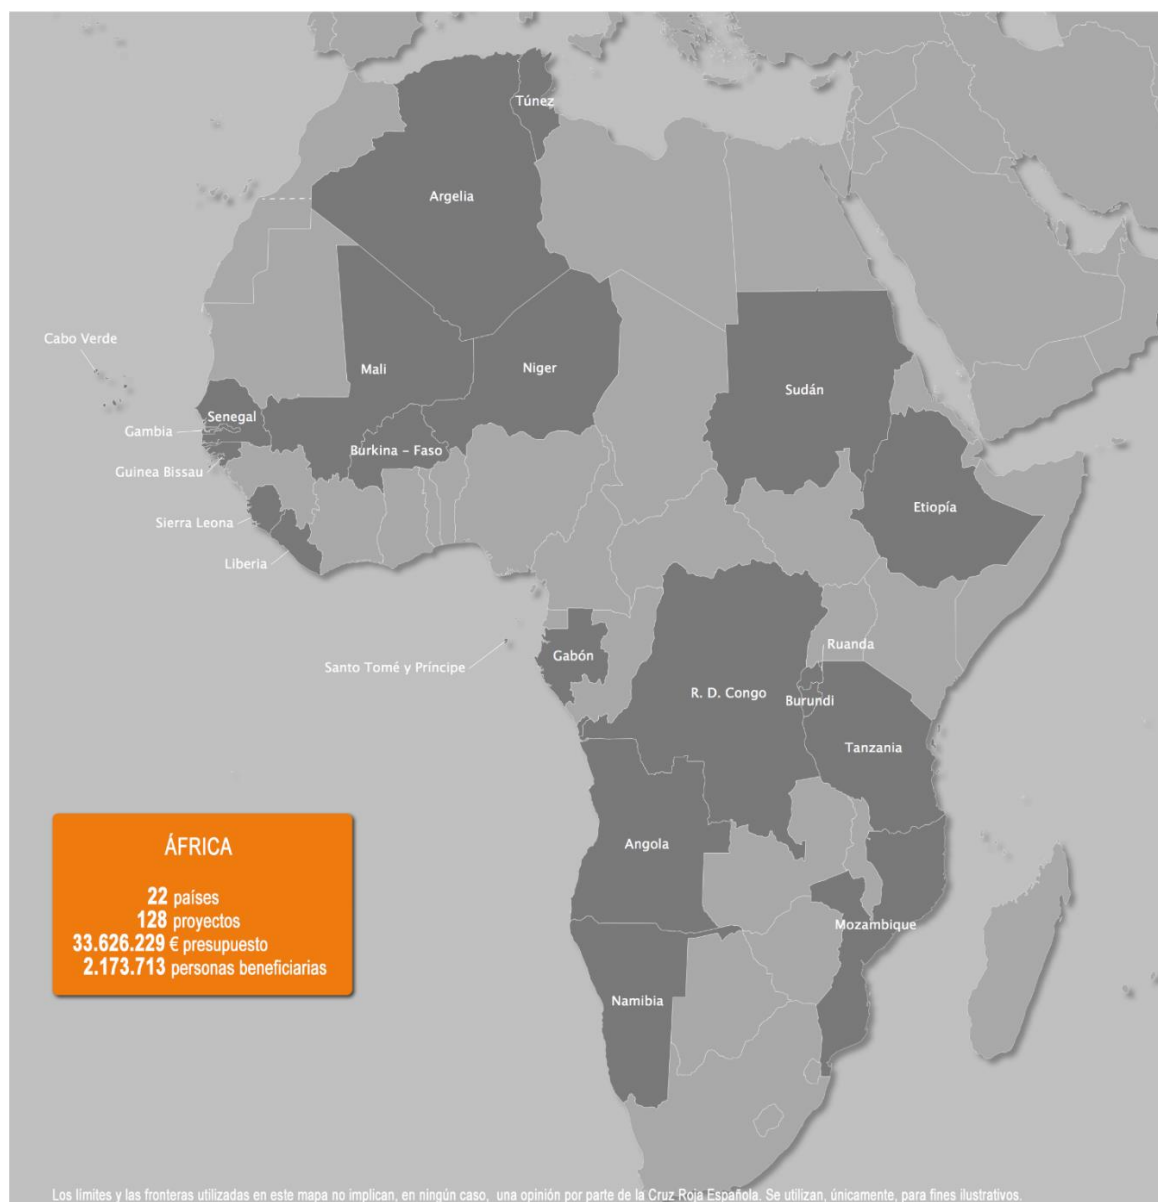 Túnez
Argelia
Cabo Verde
Mali
Niger
Sudán
Senegal
Gambia
Burkina - Faso
Guinea Bissau
Etiopía
Sierra Leona
Liberia
Ruanda
Gabón
Santo Tomé y Príncipe
R. D. Congo
Burundi
Tanzania
ÁFRICA
Angola
22 países
128 proyectos
33.626.229 € presupuesto
2.173.713 personas beneficiarias
Mozambique
Namibia
Los límites y las fronteras utilizadas en este mapa no implican, en ningún caso, una opinión por parte de la Cruz Roja Española. Se utilizan, únicamente, para fines ilustrativos.